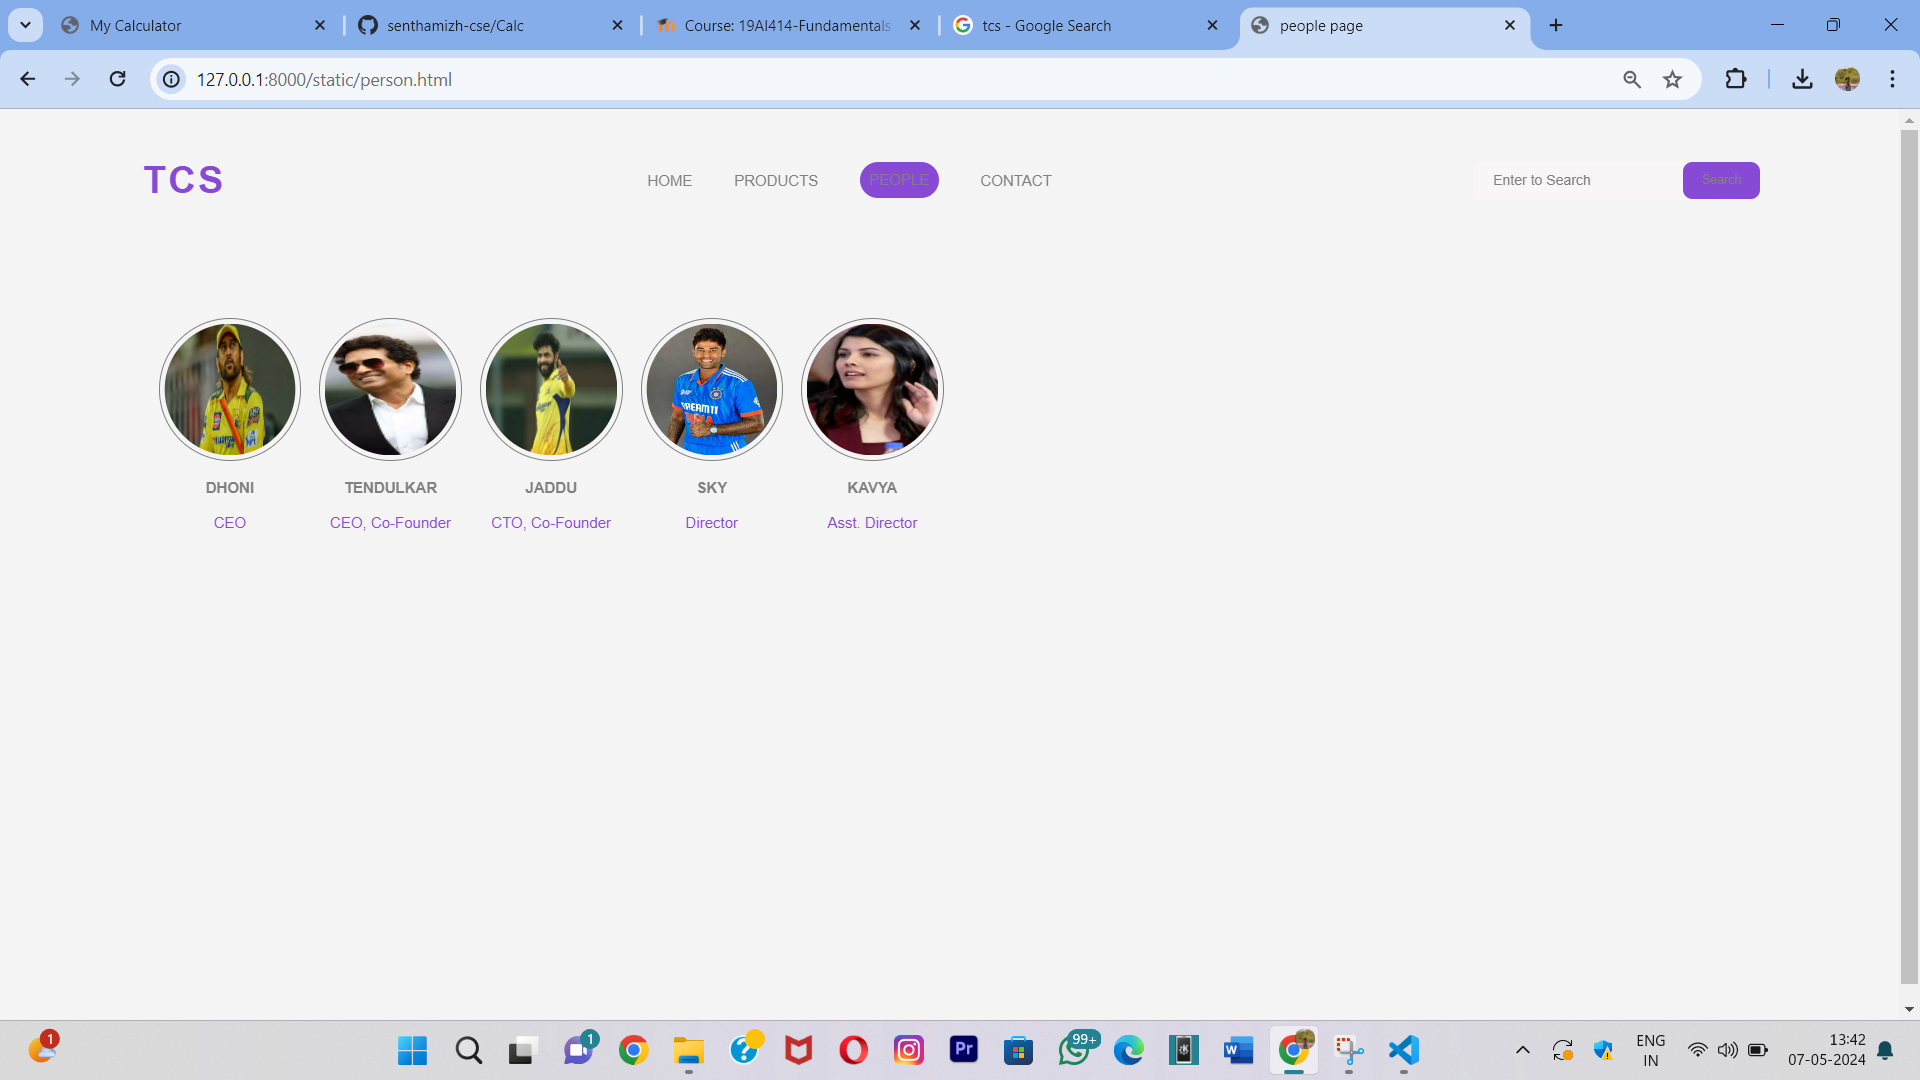 My Calculator
senthamizh-cse/Calc
Course: 19AI414-Fundamentals
tcs - Google Search
people page
127.0.0.1:8000/static/person.html
TCS
HOME
PRODUCTS
PEOPLE
CONTACT
Enter to Search
Search
DREAM11
DHONI
TENDULKAR
JADDU
SKY
KAVYA
CEO
CEO, Co-Founder
CTO, Co-Founder
Director
Asst. Director
1
1
99+
Pr
W
ENG
IN
13:42
07-05-2024